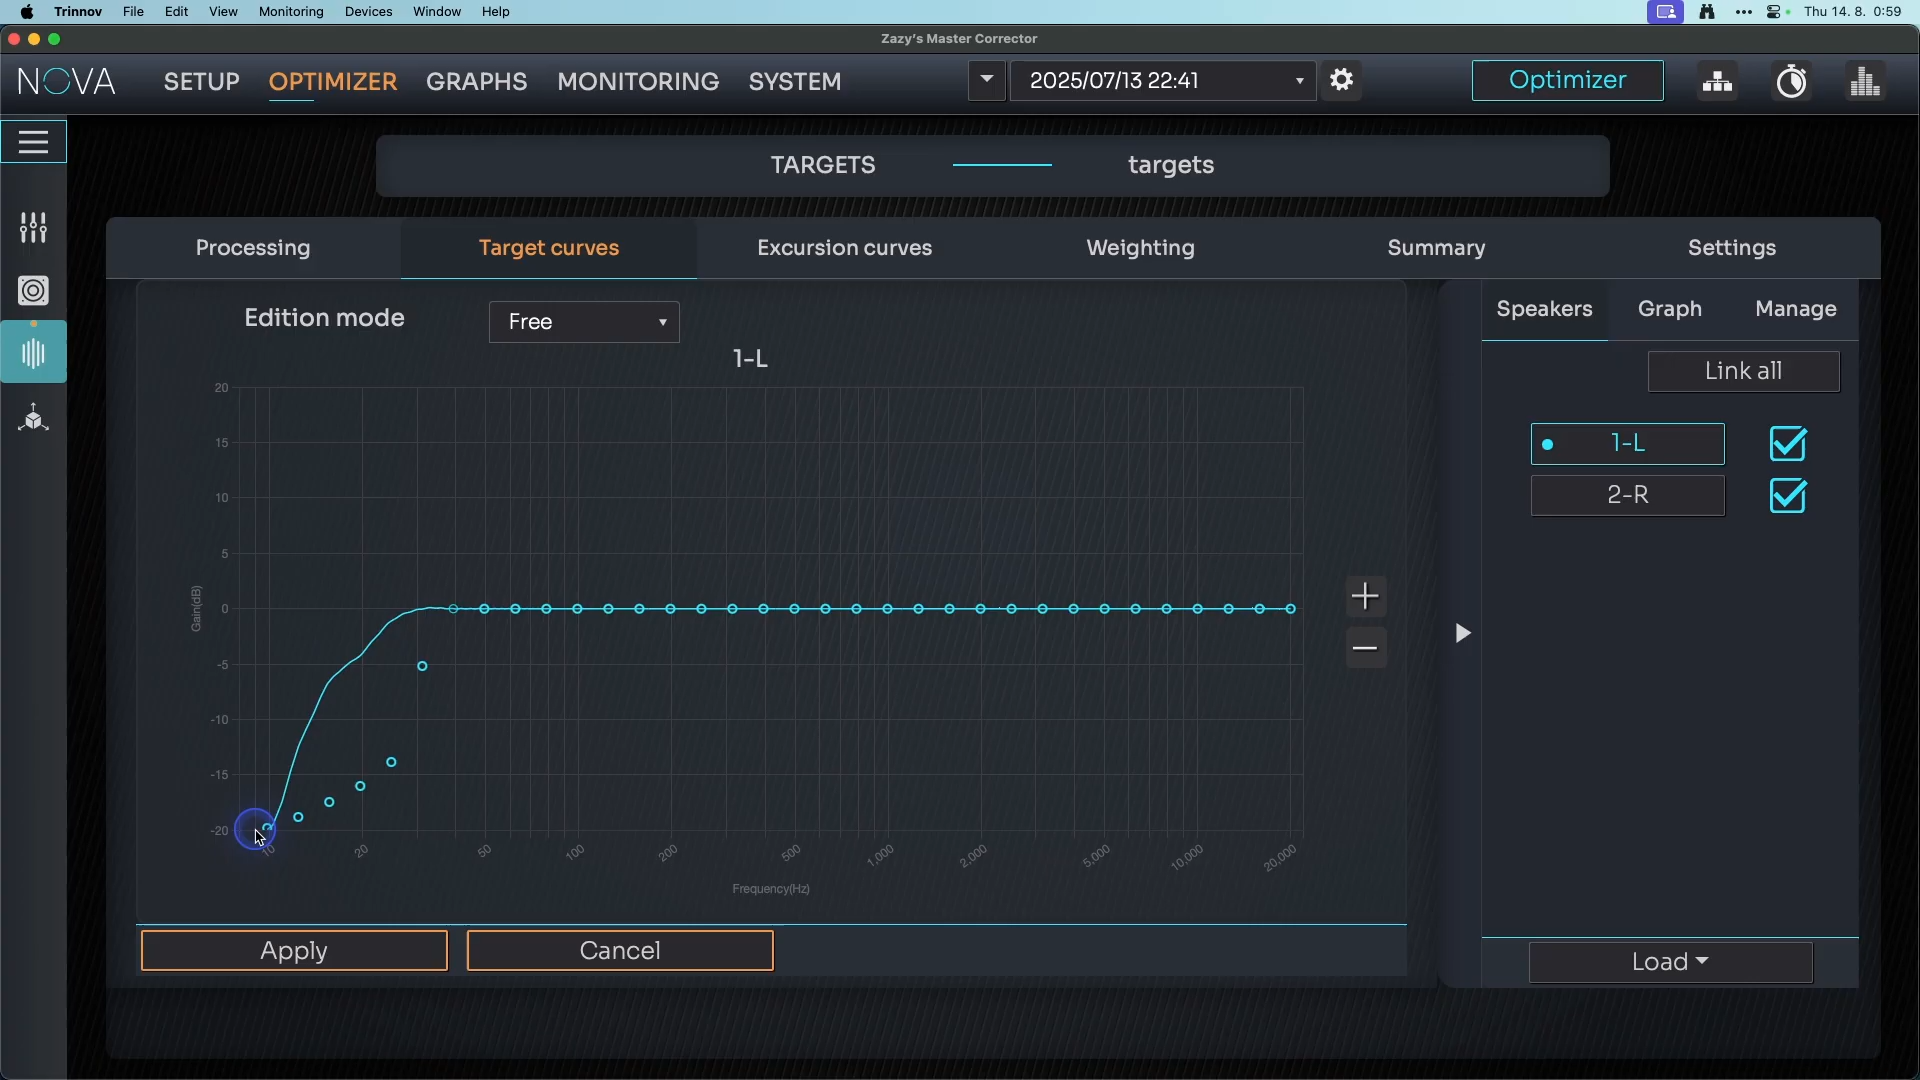 Trinnov File Edit View Monitoring Devices Window Help
Thu 14. 8. 0:59
Zazy's Master Corrector
NOVA SETUP OPTIMIZER GRAPHS MONITORING SYSTEM
2025/07/13 22:41
Optimizer
TARGETS targets
Processing Target curves Excursion curves Weighting Summary Settings
Edition mode Free
1-L
Speakers Graph Manage
Link all
1-L
2-R
20
15
10
5
0
-5
-10
-15
-20
Gain(dB)
10 20 50 100 200 500 1,000 2,000 5,000 10,000 20,000
Frequency(Hz)
Apply Cancel
Load